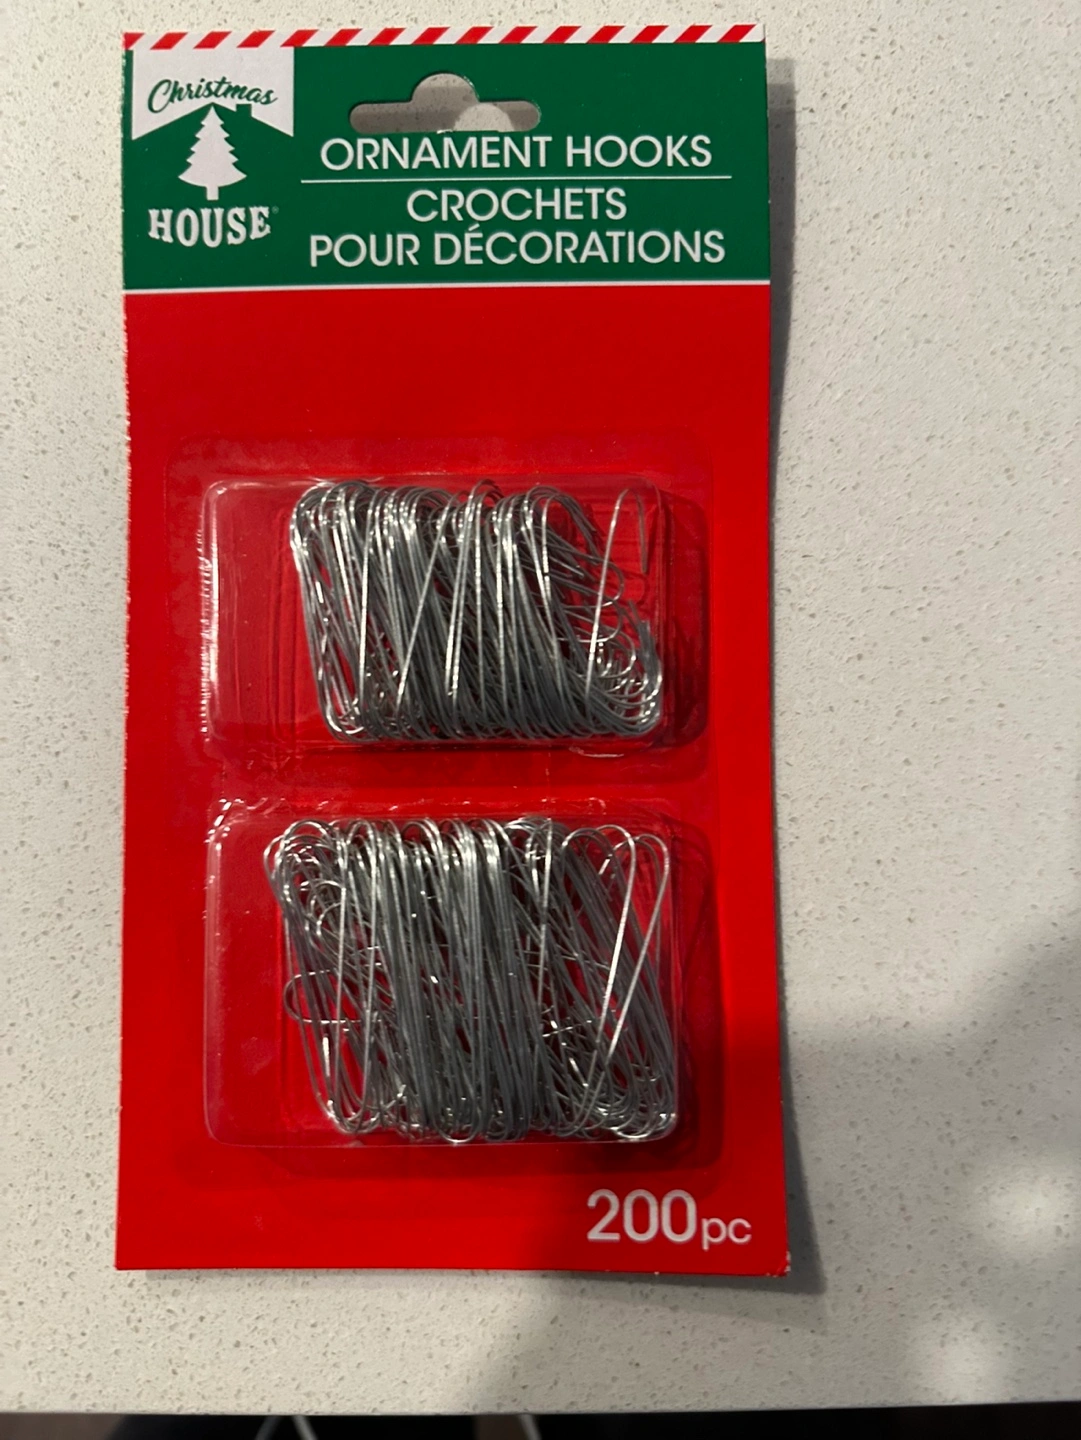 Christmas
HOUSE
ORNAMENT HOOKS
CROCHETS
POUR DÉCORATIONS
200pc